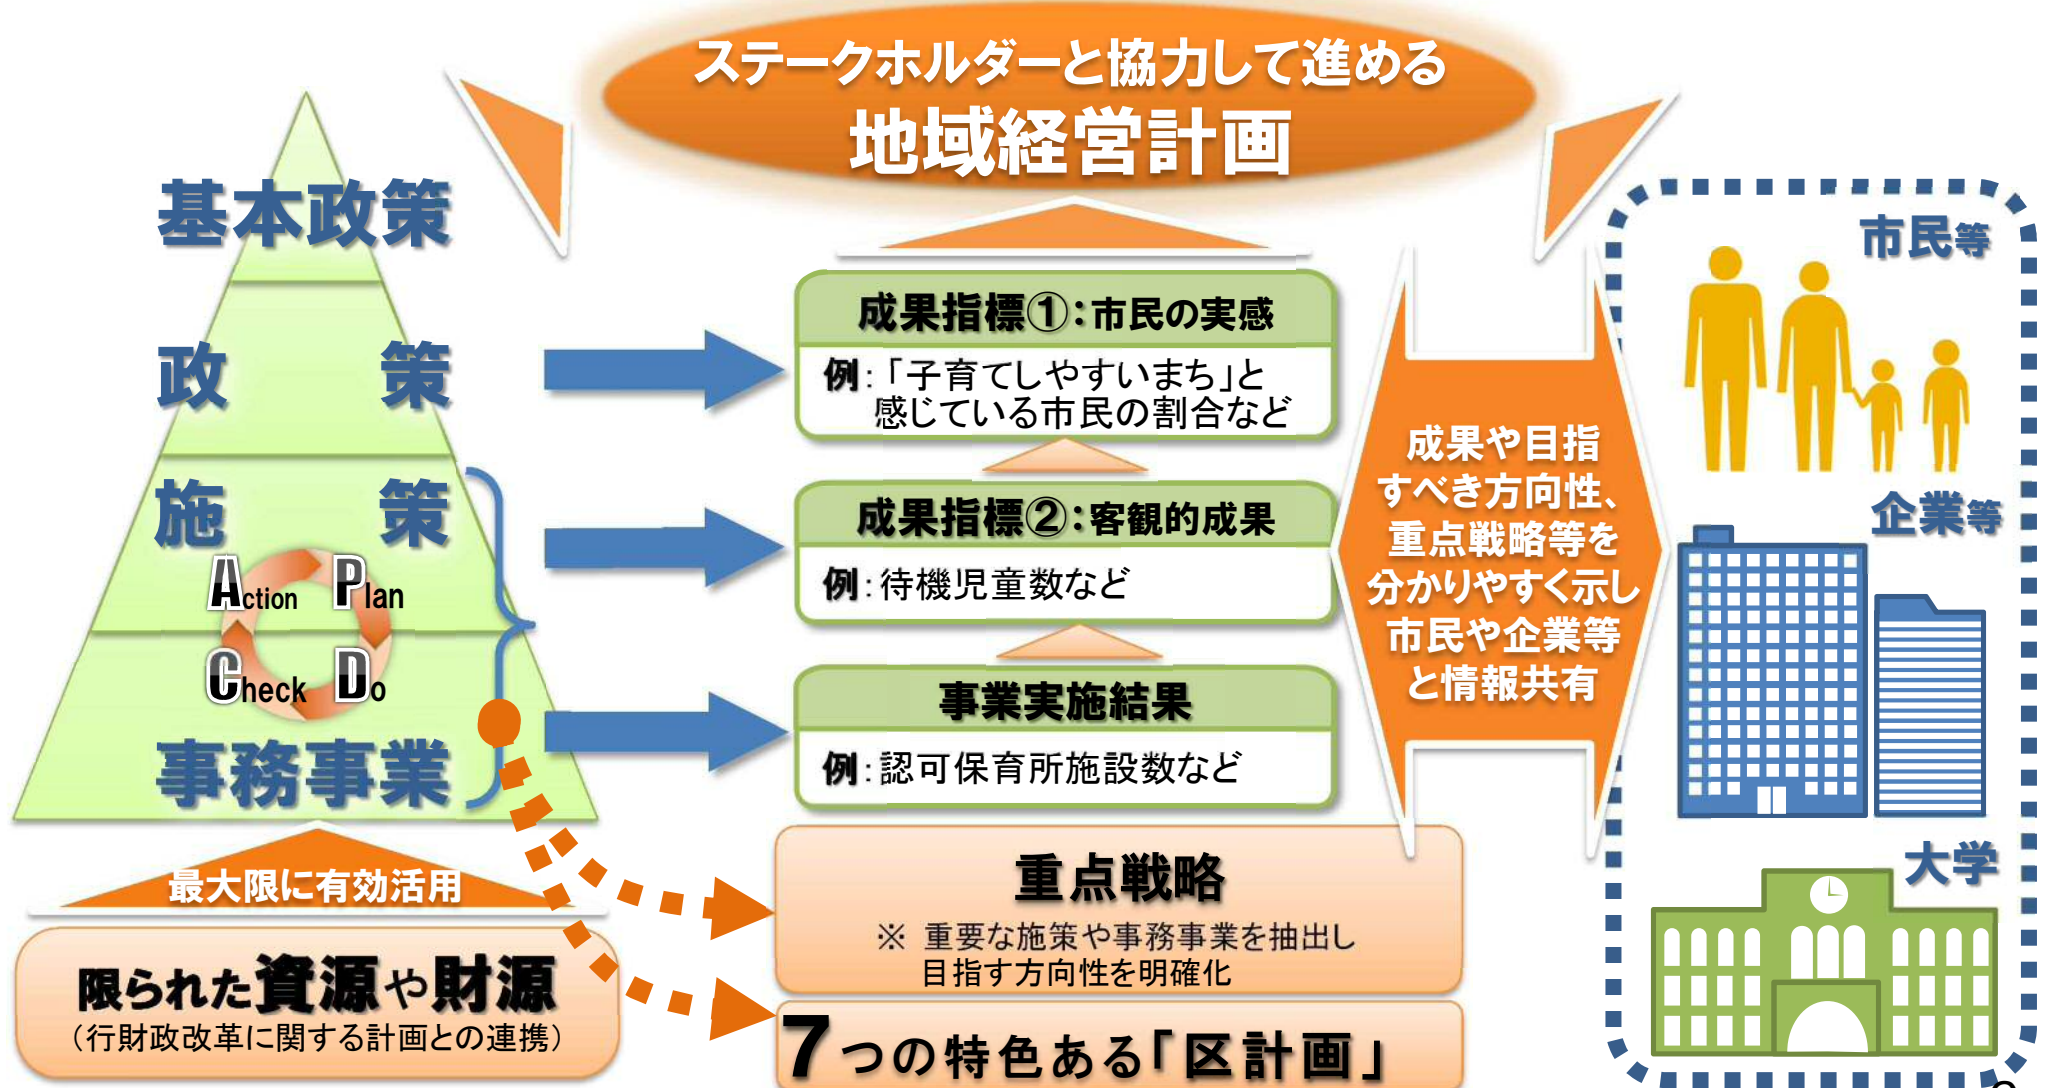 ステークホルダーと協力して進める
地域経営計画
基本政策
政策
施策
Action
Plan
Check
Do
事務事業
最大限に有効活用
限られた資源や財源
（行財政改革に関する計画との連携）
成果指標①：市民の実感
例：「子育てしやすいまち」と
感じている市民の割合など
成果指標②：客観的成果
例：待機児童数など
事業実施結果
例：認可保育所施設数など
重点戦略
※ 重要な施策や事務事業を抽出し
目指す方向性を明確化
7つの特色ある「区計画」
成果や目指
すべき方向性、
重点戦略等を
分かりやすく示し
市民や企業等
と情報共有
市民等
企業等
大学